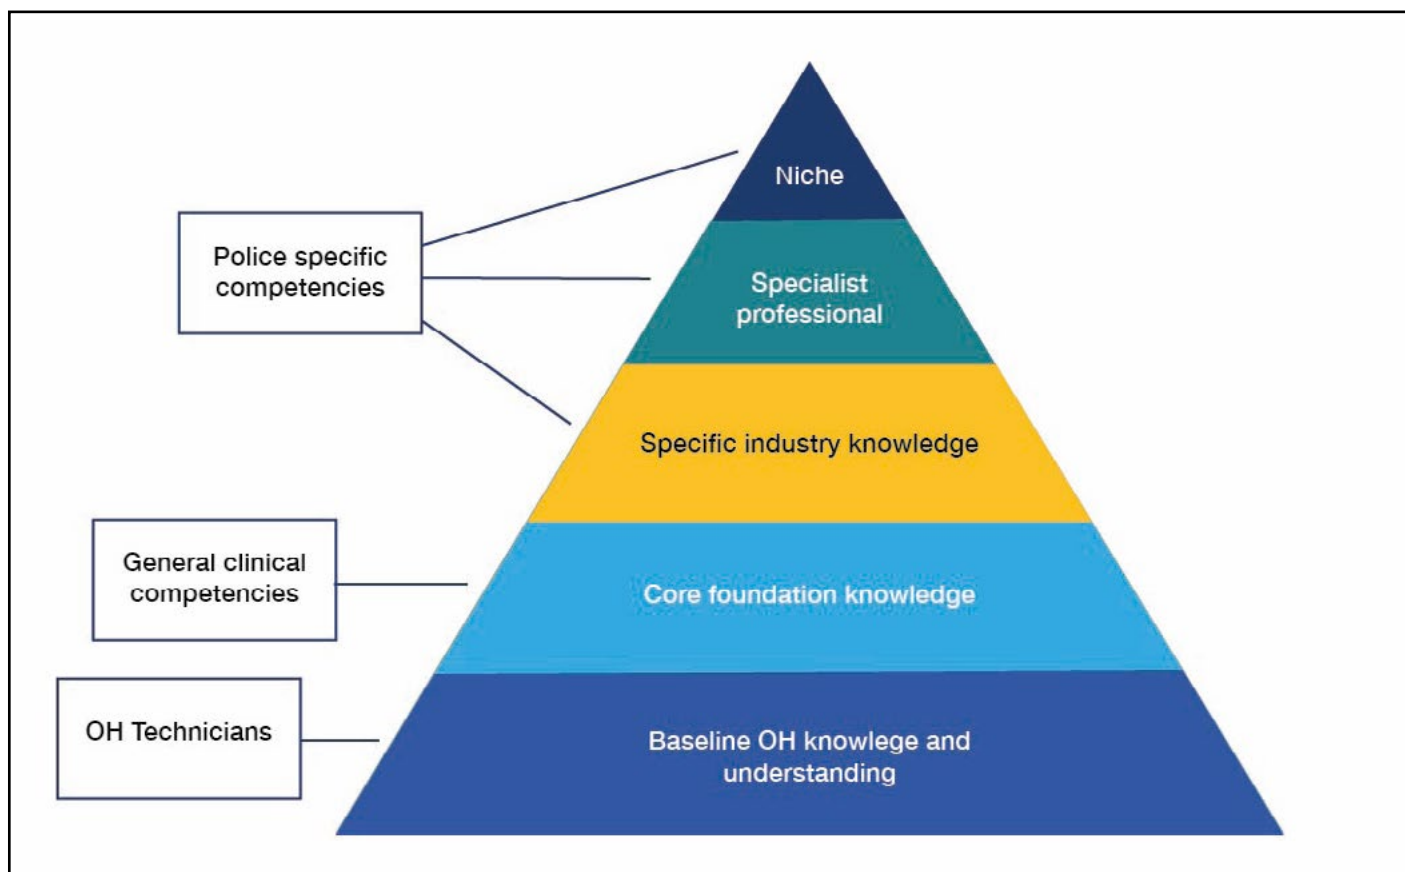 Niche
Police specific
competencies
Specialist
professional
Specific industry knowledge
General clinical
competencies
Core foundation knowledge
OH Technicians
Baseline OH knowlege and
understanding